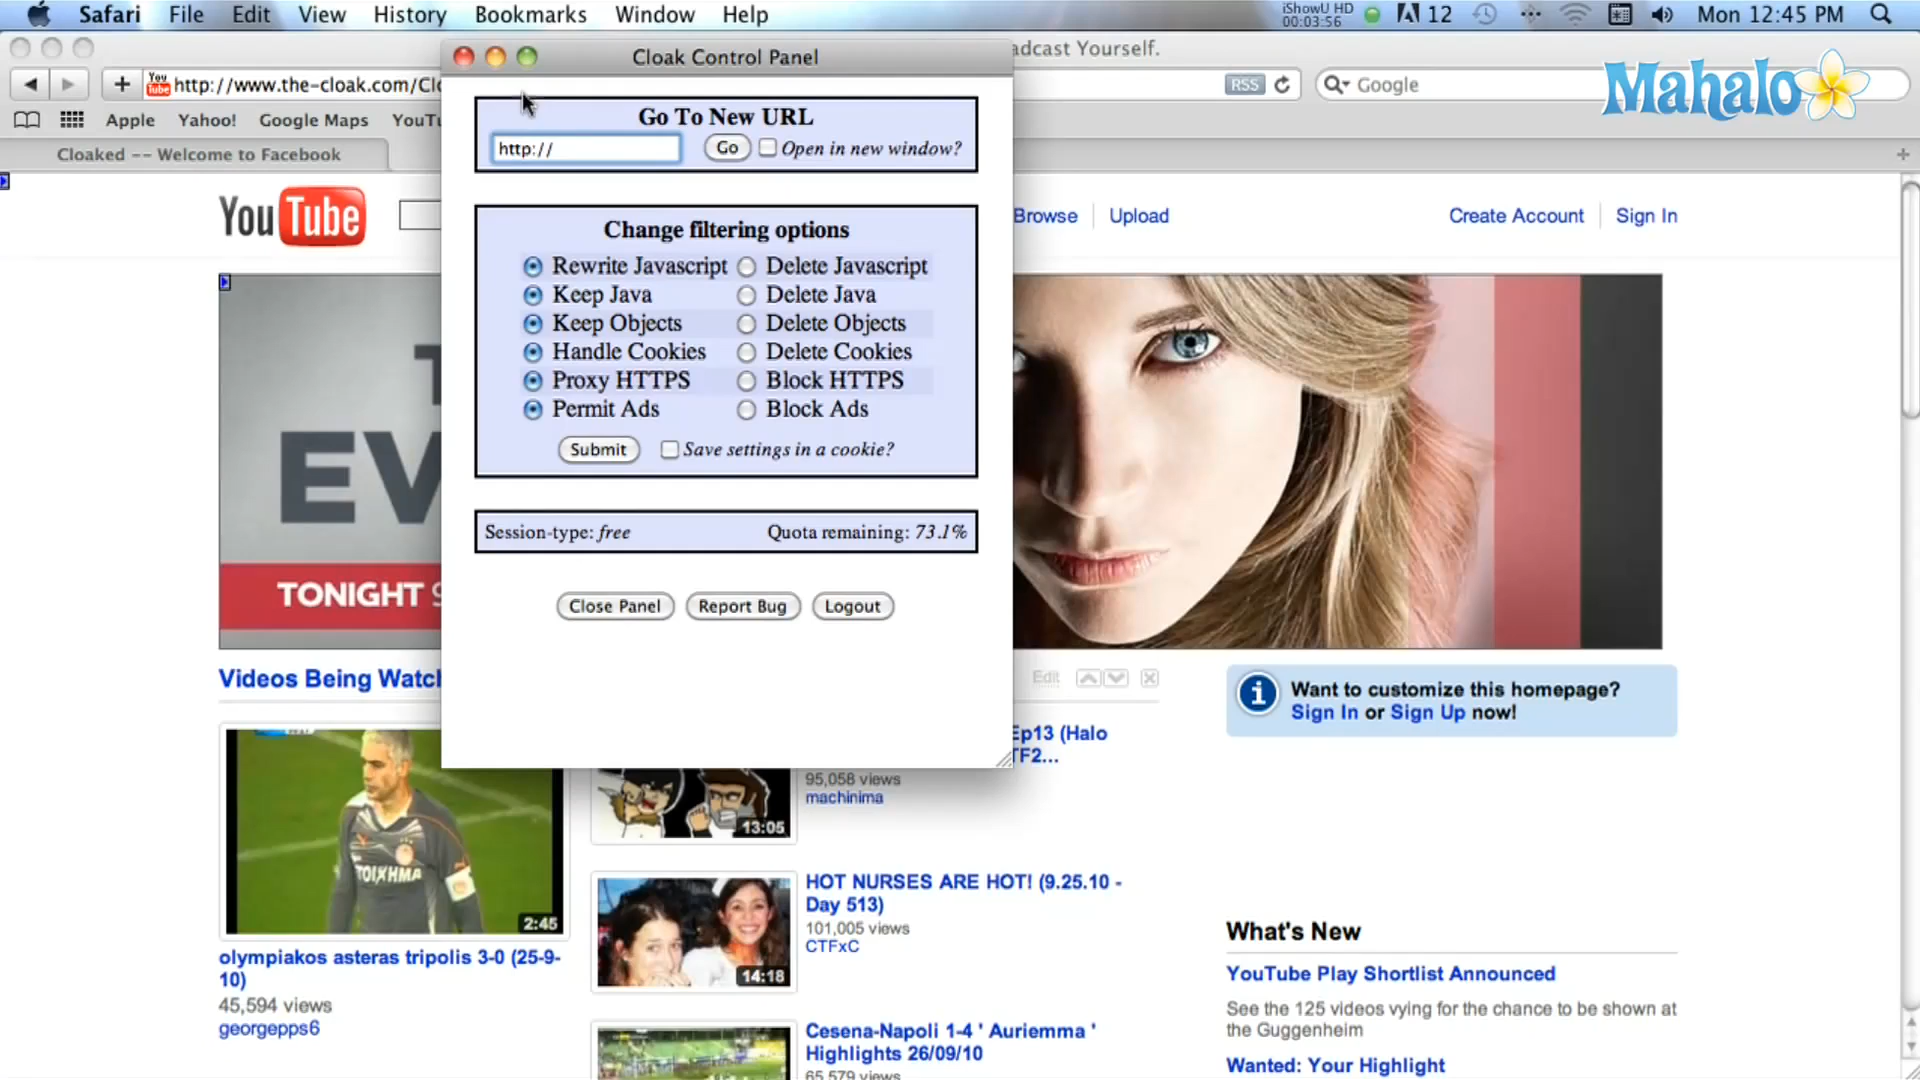 Safari File Edit View History Bookmarks Window Help
iShowU HD
00:03:56
12
Mon 12:45 PM
adcast Yourself.
Cloak Control Panel
http://www.the-cloak.com/Clo
RSS
Google
Mahalo
Apple Yahoo! Google Maps YouTu
Cloaked -- Welcome to Facebook
Go To New URL
http://
Go
Open in new window?
YouTube
Browse
Upload
Create Account
Sign In
Change filtering options
Rewrite Javascript Delete Javascript
Keep Java Delete Java
Keep Objects Delete Objects
Handle Cookies Delete Cookies
Proxy HTTPS Block HTTPS
Permit Ads Block Ads
Submit
Save settings in a cookie?
Session-type: free
Quota remaining: 73.1%
Close Panel Report Bug Logout
EV
TONIGHT 9
Videos Being Watch
Edit
Want to customize this homepage?
Sign In or Sign Up now!
Ep13 (Halo
TF2...
95,058 views
machinima
13:05
ΤΟΙΧΗΜΑ
2:45
olympiakos asteras tripolis 3-0 (25-9-
10)
45,594 views
georgepps6
HOT NURSES ARE HOT! (9.25.10 -
Day 513)
101,005 views
CTFxC
14:18
Cesena-Napoli 1-4 ' Auriemma '
Highlights 26/09/10
65,579 views
What's New
YouTube Play Shortlist Announced
See the 125 videos vying for the chance to be shown at
the Guggenheim
Wanted: Your Highlight